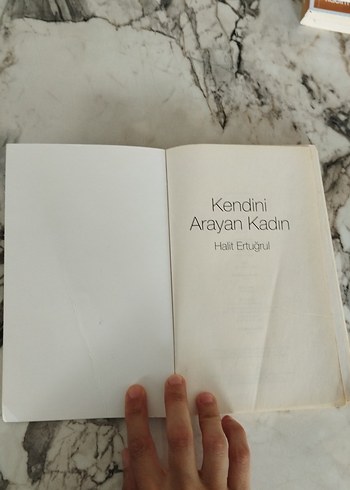 Kendini
Arayan Kadın
Halit Ertuğrul